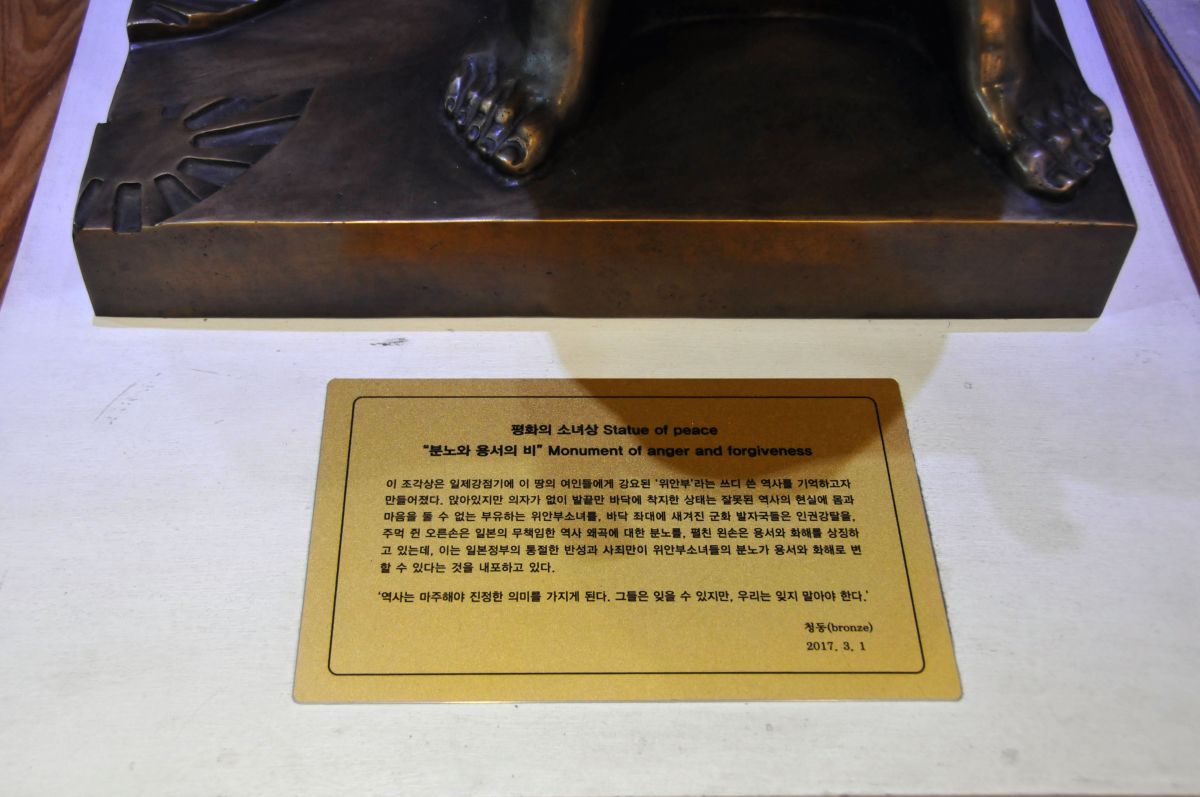 평화의 소녀상 Statue of peace
“분노와 용서의 비” Monument of anger and forgiveness
이 조각상은 일제강점기에 이 땅의 여인들에게 강요된 '위안부'라는 쓰디 쓴 역사를 기억하고자
만들어졌다. 앉아있지만 의자가 없이 발끝만 바닥에 착지한 상태는 잘못된 역사의 현실에 몸과
마음을 둘 수 없는 부유하는 위안부소녀를, 바닥 좌대에 새겨진 군화 발자국들은 인권강탈을,
주먹 쥔 오른손은 일본의 무책임한 역사 왜곡에 대한 분노를, 펼친 왼손은 용서와 화해를 상징하
고 있는데, 이는 일본정부의 통절한 반성과 사죄만이 위안부소녀들의 분노가 용서와 화해로 변
할 수 있다는 것을 내포하고 있다.
'역사는 마주해야 진정한 의미를 가지게 된다. 그들은 잊을 수 있지만, 우리는 잊지 말아야 한다.'
청동(bronze)
2017. 3. 1